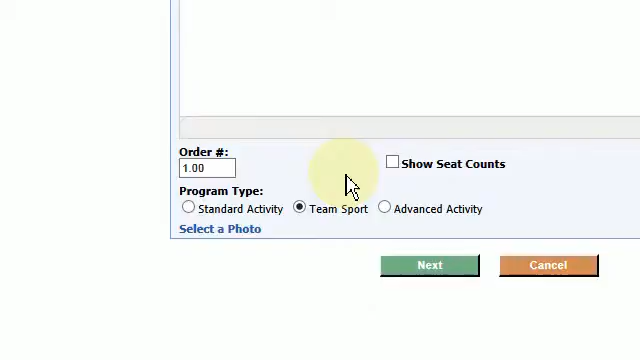 Order #:
1.00
Show Seat Counts
Program Type:
Standard Activity Team Sport Advanced Activity
Select a Photo
Next Cancel